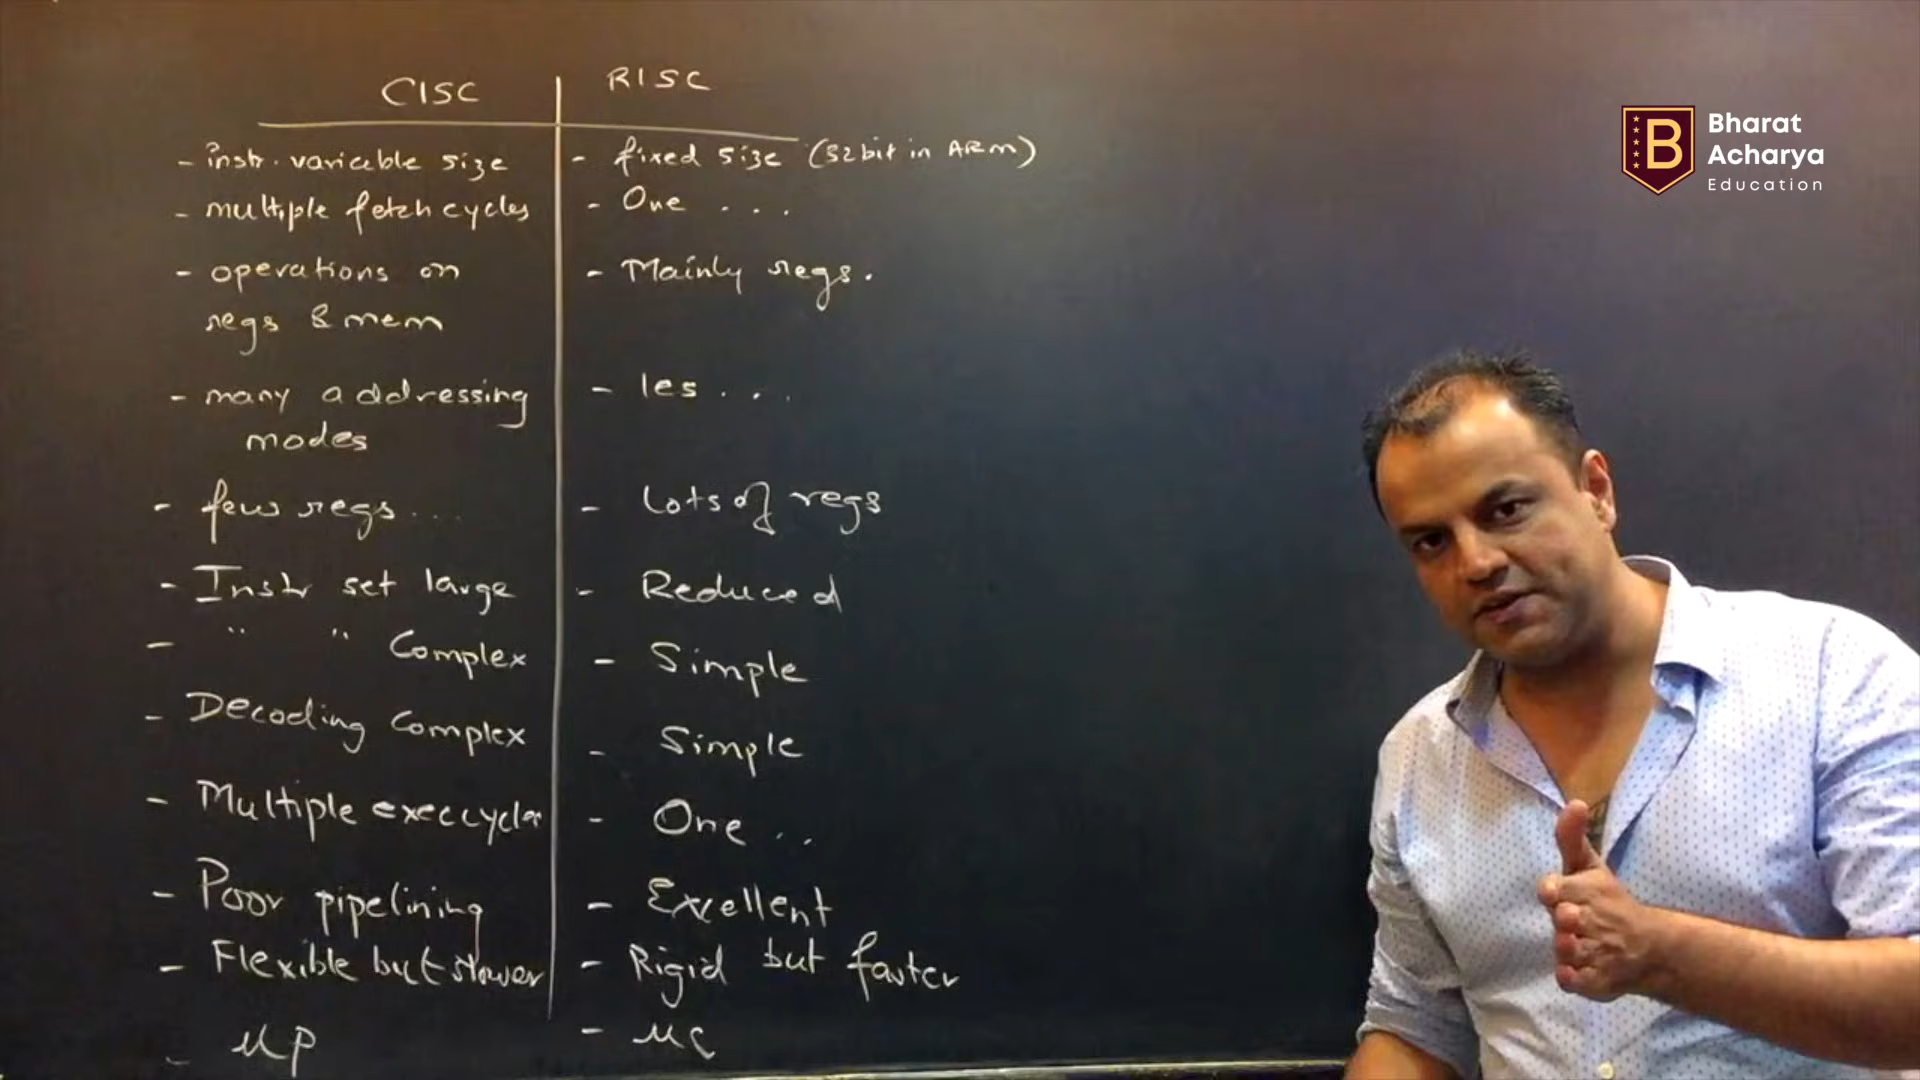 CISC | RISC
- instr. variable size - fixed size (32bit in ARM)
- multiple fetch cycles - One ...
- operations on - Mainly regs.
regs & mem
- many addressing - les ...
modes
- few regs ... - Lots of regs
- Instr set large - Reduced
- " " Complex - Simple
- Decoding Complex - Simple
- Multiple exec cycles - One ..
- Poor pipelining - Excellent
- Flexible but slower - Rigid but faster
- μP - μC
B Bharat
Acharya
Education